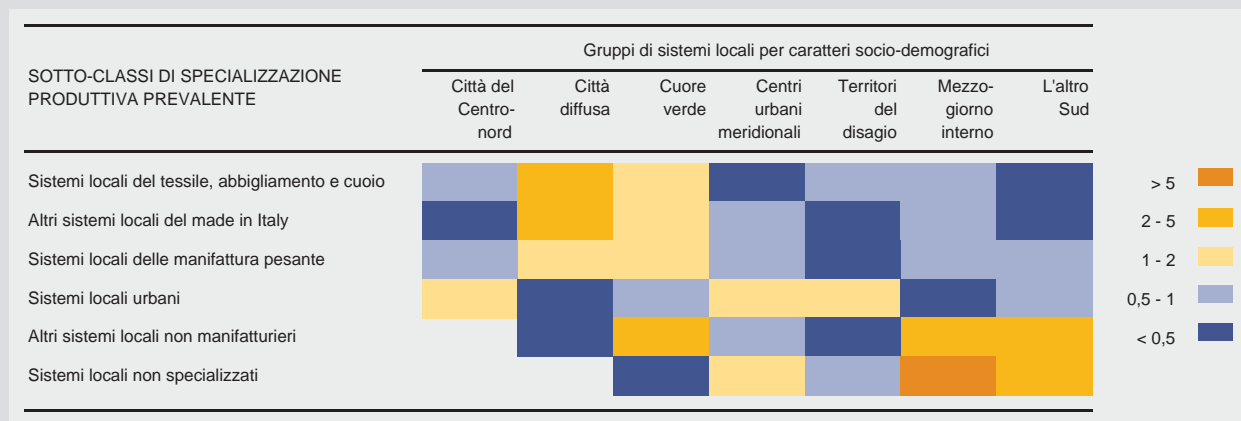 Gruppi di sistemi locali per caratteri socio-demografici
SOTTO-CLASSI DI SPECIALIZZAZIONE
PRODUTTIVA PREVALENTE
Città del
Centro-
nord
Città
diffusa
Cuore
verde
Centri
urbani
meridionali
Territori
del
disagio
Mezzo-
giorno
interno
L'altro
Sud
Sistemi locali del tessile, abbigliamento e cuoio
Altri sistemi locali del made in Italy
Sistemi locali delle manifattura pesante
Sistemi locali urbani
Altri sistemi locali non manifatturieri
Sistemi locali non specializzati
> 5
2 - 5
1 - 2
0,5 - 1
< 0,5